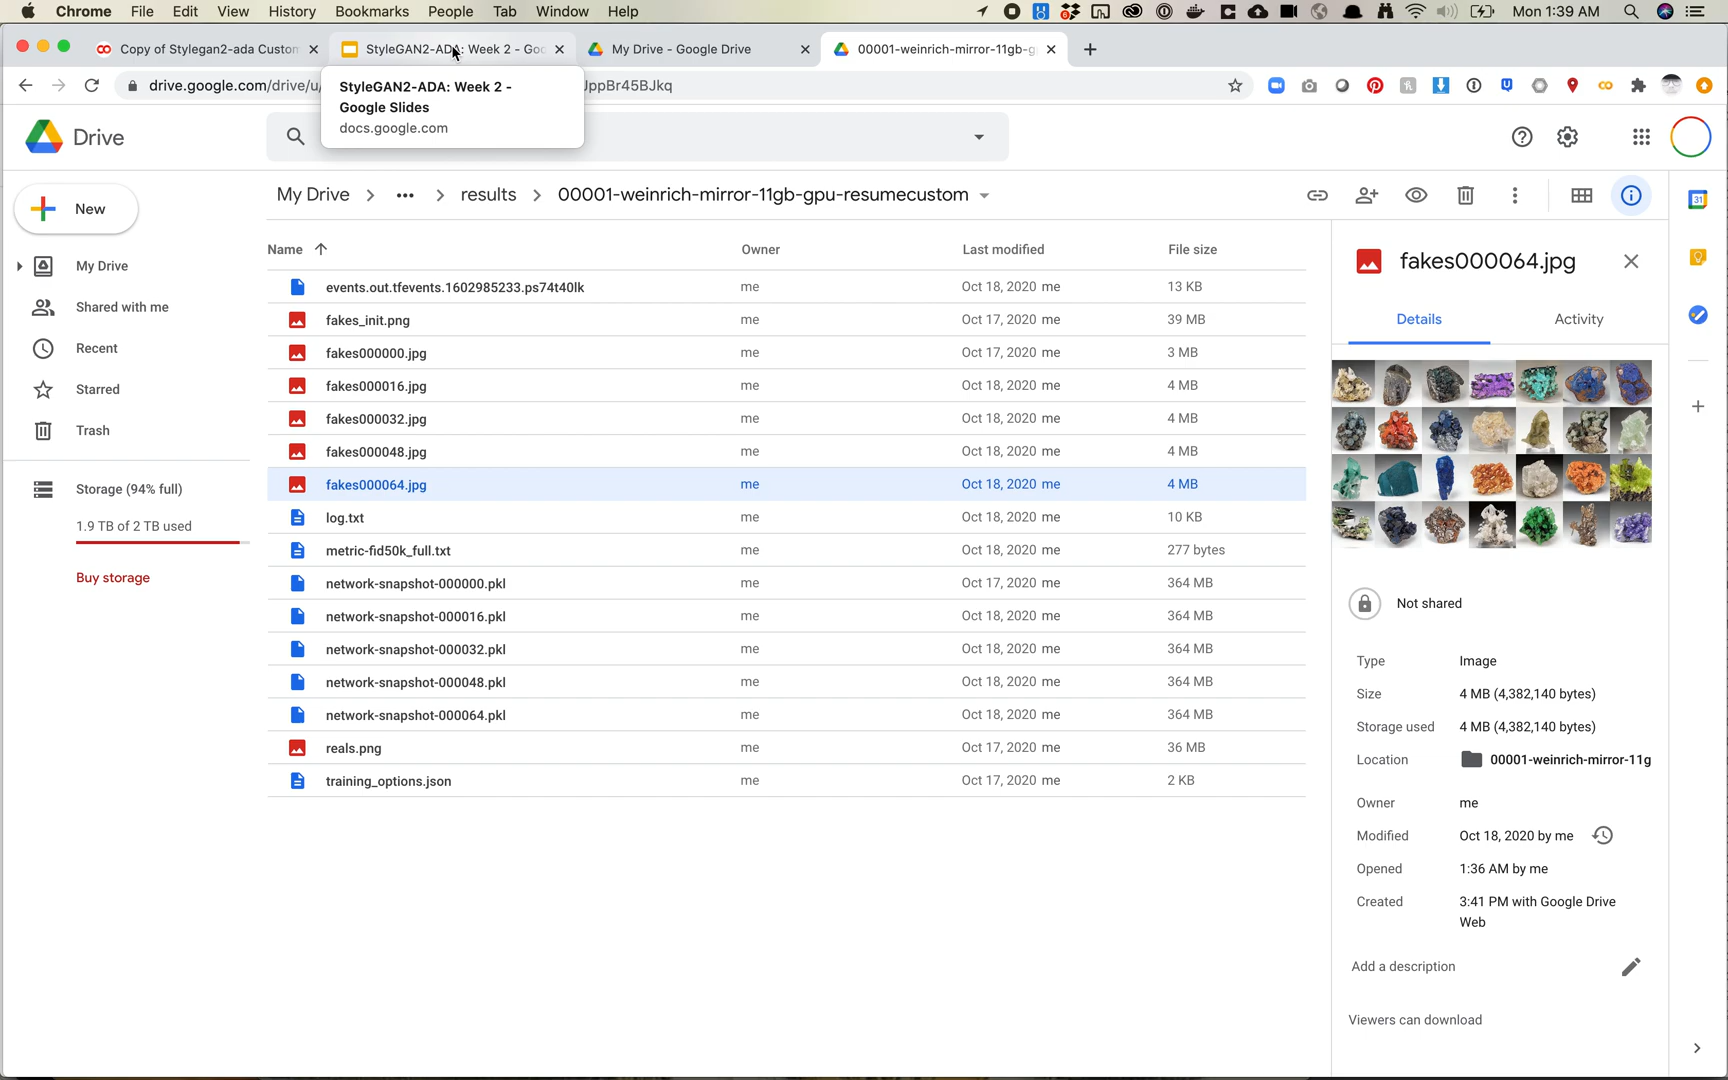 Chrome File Edit View History Bookmarks People Tab Window Help
Mon 1:39 AM
Copy of Stylegan2-ada Custom
StyleGAN2-ADA: Week 2 - Goo
My Drive - Google Drive
00001-weinrich-mirror-11gb-g
drive.google.com/drive/u/
JppBr45BJkq
StyleGAN2-ADA: Week 2 -
Google Slides
docs.google.com
Drive
New
My Drive
Shared with me
Recent
Starred
Trash
Storage (94% full)
1.9 TB of 2 TB used
Buy storage
My Drive ... results 00001-weinrich-mirror-11gb-gpu-resumecustom
Name Owner Last modified File size
events.out.tfevents.1602985233.ps74t40lk me Oct 18, 2020 me 13 KB
fakes_init.png me Oct 17, 2020 me 39 MB
fakes000000.jpg me Oct 17, 2020 me 3 MB
fakes000016.jpg me Oct 18, 2020 me 4 MB
fakes000032.jpg me Oct 18, 2020 me 4 MB
fakes000048.jpg me Oct 18, 2020 me 4 MB
fakes000064.jpg me Oct 18, 2020 me 4 MB
log.txt me Oct 18, 2020 me 10 KB
metric-fid50k_full.txt me Oct 18, 2020 me 277 bytes
network-snapshot-000000.pkl me Oct 17, 2020 me 364 MB
network-snapshot-000016.pkl me Oct 18, 2020 me 364 MB
network-snapshot-000032.pkl me Oct 18, 2020 me 364 MB
network-snapshot-000048.pkl me Oct 18, 2020 me 364 MB
network-snapshot-000064.pkl me Oct 18, 2020 me 364 MB
reals.png me Oct 17, 2020 me 36 MB
training_options.json me Oct 17, 2020 me 2 KB
fakes000064.jpg
Details Activity
Not shared
Type Image
Size 4 MB (4,382,140 bytes)
Storage used 4 MB (4,382,140 bytes)
Location 00001-weinrich-mirror-11g
Owner me
Modified Oct 18, 2020 by me
Opened 1:36 AM by me
Created 3:41 PM with Google Drive
Web
Add a description
Viewers can download
31